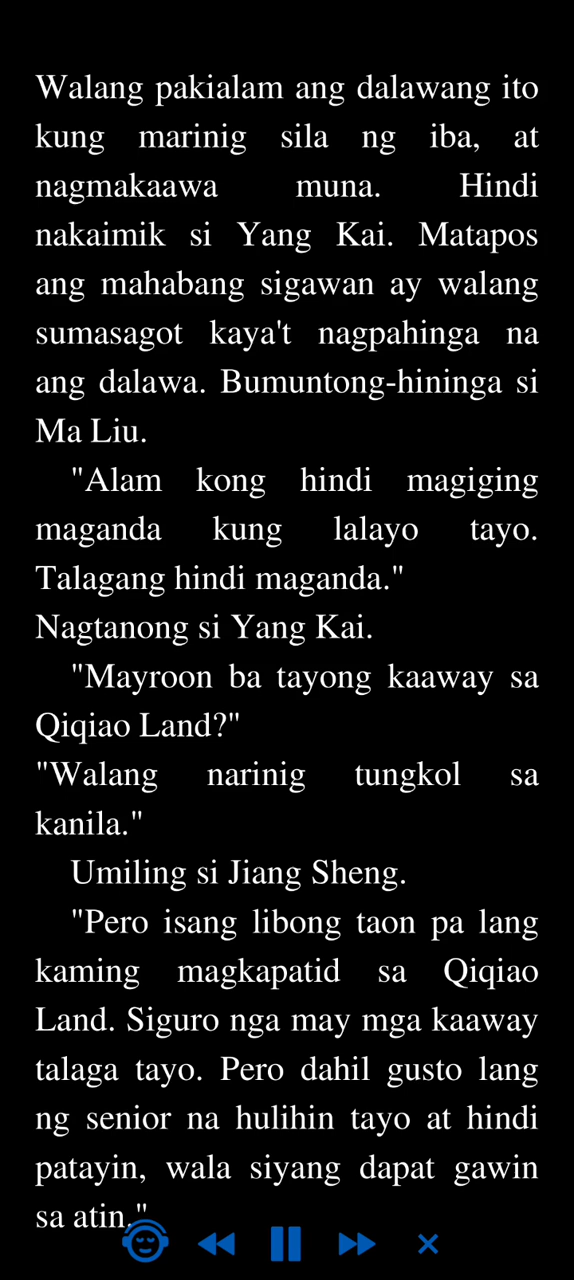 Walang pakialam ang dalawang ito
kung marinig sila ng iba, at
nagmakaawa muna. Hindi
nakaimik si Yang Kai. Matapos
ang mahabang sigawan ay walang
sumasagot kaya't nagpahinga na
ang dalawa. Bumuntong-hininga si
Ma Liu.
"Alam kong hindi magiging
maganda kung lalayo tayo.
Talagang hindi maganda."
Nagtanong si Yang Kai.
"Mayroon ba tayong kaaway sa
Qiqiao Land?"
"Walang narinig tungkol sa
kanila."
Umiling si Jiang Sheng.
"Pero isang libong taon pa lang
kaming magkapatid sa Qiqiao
Land. Siguro nga may mga kaaway
talaga tayo. Pero dahil gusto lang
ng senior na hulihin tayo at hindi
patayin, wala siyang dapat gawin
sa atin."